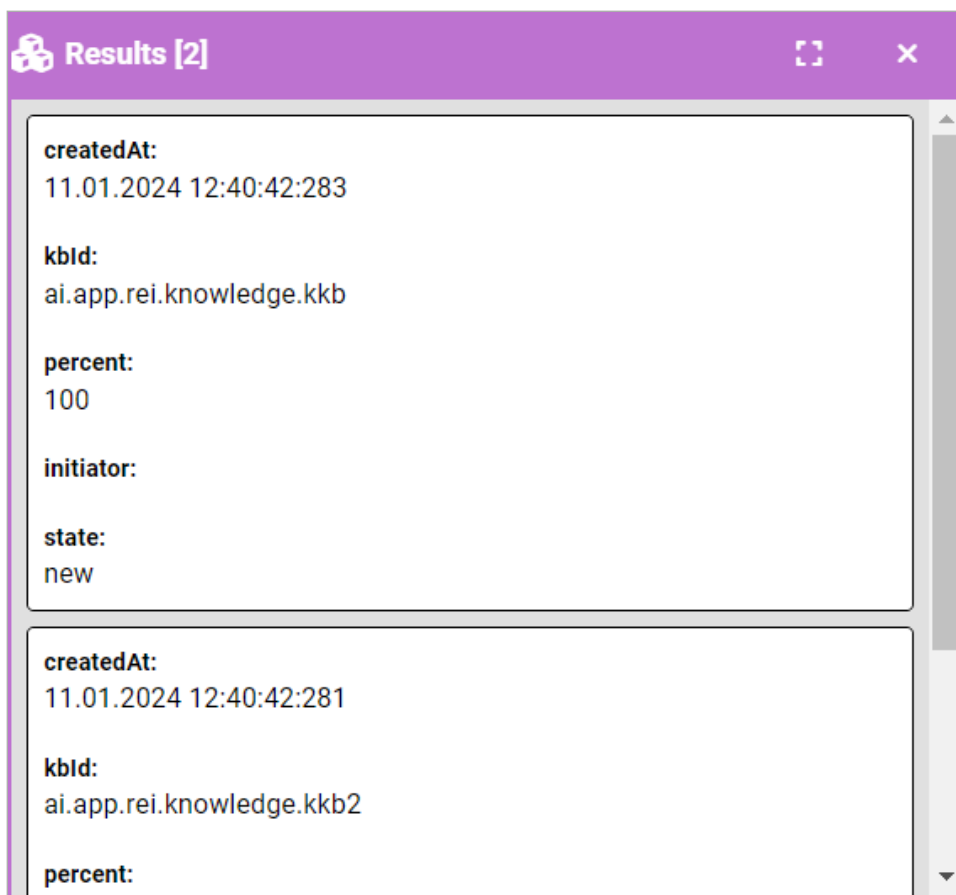 Results [2]
createdAt:
11.01.2024 12:40:42:283
kbId:
ai.app.rei.knowledge.kkb
percent:
100
initiator:
state:
new
createdAt:
11.01.2024 12:40:42:281
kbId:
ai.app.rei.knowledge.kkb2
percent: